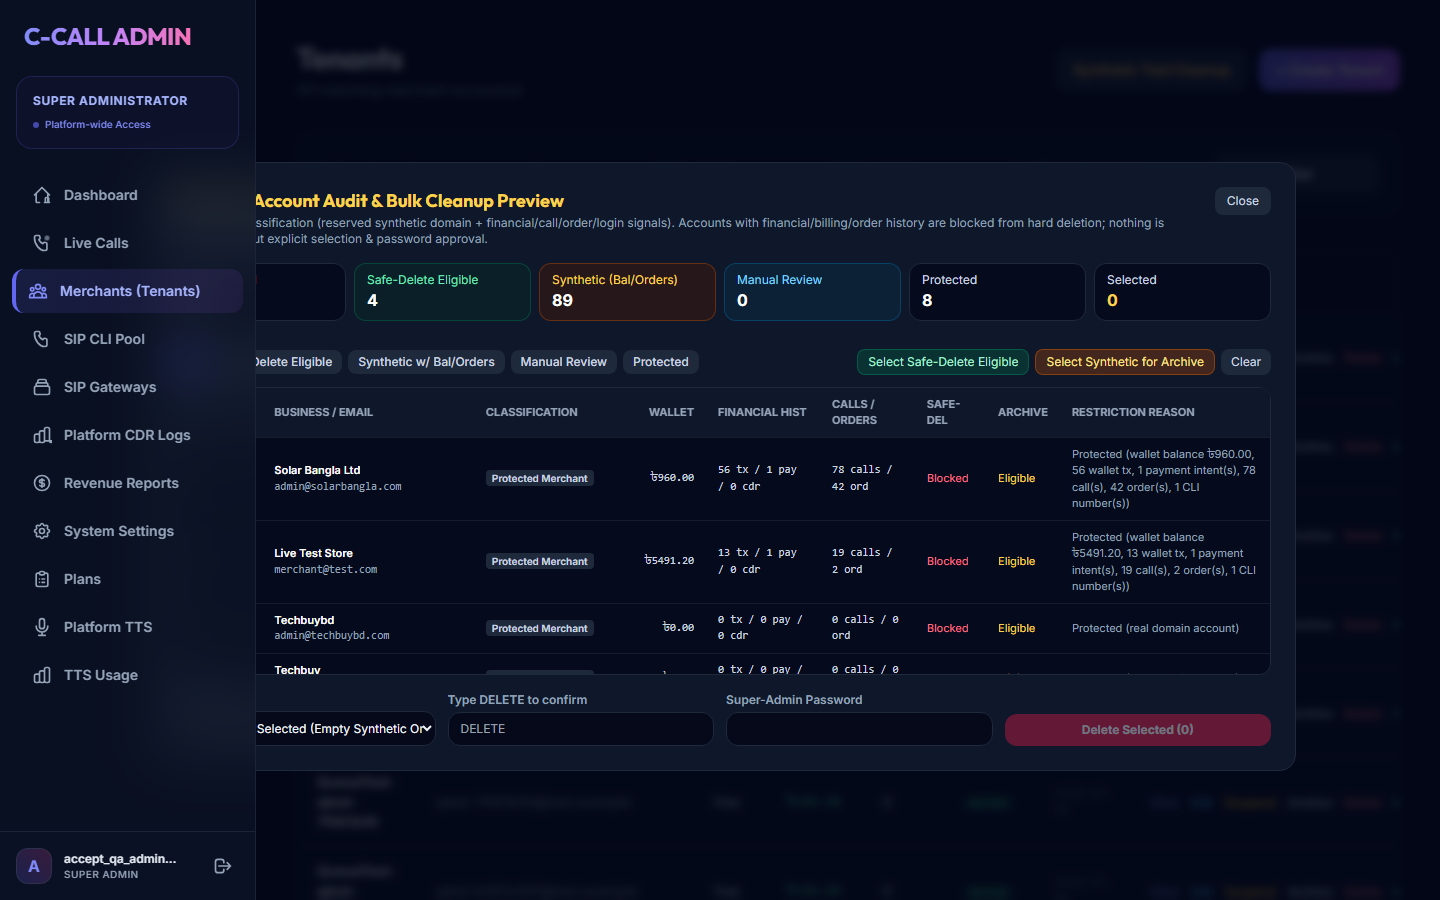 C-CALL ADMIN
SUPER ADMINISTRATOR
Platform-wide Access
Dashboard
Live Calls
Merchants (Tenants)
SIP CLI Pool
SIP Gateways
Platform CDR Logs
Revenue Reports
System Settings
Plans
Platform TTS
TTS Usage
A
accept_qa_admin...
SUPER ADMIN
Tenants
Account Audit & Bulk Cleanup Preview
Close
ssification (reserved synthetic domain + financial/call/order/login signals). Accounts with financial/billing/order history are blocked from hard deletion; nothing is
ut explicit selection & password approval.
Safe-Delete Eligible
4
Synthetic (Bal/Orders)
89
Manual Review
0
Protected
8
Selected
0
Delete Eligible
Synthetic w/ Bal/Orders
Manual Review
Protected
Select Safe-Delete Eligible
Select Synthetic for Archive
Clear
BUSINESS / EMAIL
CLASSIFICATION
WALLET
FINANCIAL HIST
CALLS /
ORDERS
SAFE-
DEL
ARCHIVE
RESTRICTION REASON
Solar Bangla Ltd
admin@solarbangla.com
Protected Merchant
৳960.00
56 tx / 1 pay
/ 0 cdr
78 calls /
42 ord
Blocked
Eligible
Protected (wallet balance ৳960.00,
56 wallet tx, 1 payment intent(s), 78
call(s), 42 order(s), 1 CLI
number(s))
Live Test Store
merchant@test.com
Protected Merchant
৳5491.20
13 tx / 1 pay
/ 0 cdr
19 calls /
2 ord
Blocked
Eligible
Protected (wallet balance
৳5491.20, 13 wallet tx, 1 payment
intent(s), 19 call(s), 2 order(s), 1 CLI
number(s))
Techbuybd
admin@techbuybd.com
Protected Merchant
৳0.00
0 tx / 0 pay /
0 cdr
0 calls / 0
ord
Blocked
Eligible
Protected (real domain account)
Techbuy
0 tx / 0 pay /
0 calls / 0
Selected (Empty Synthetic Or
Type DELETE to confirm
DELETE
Super-Admin Password
Delete Selected (0)